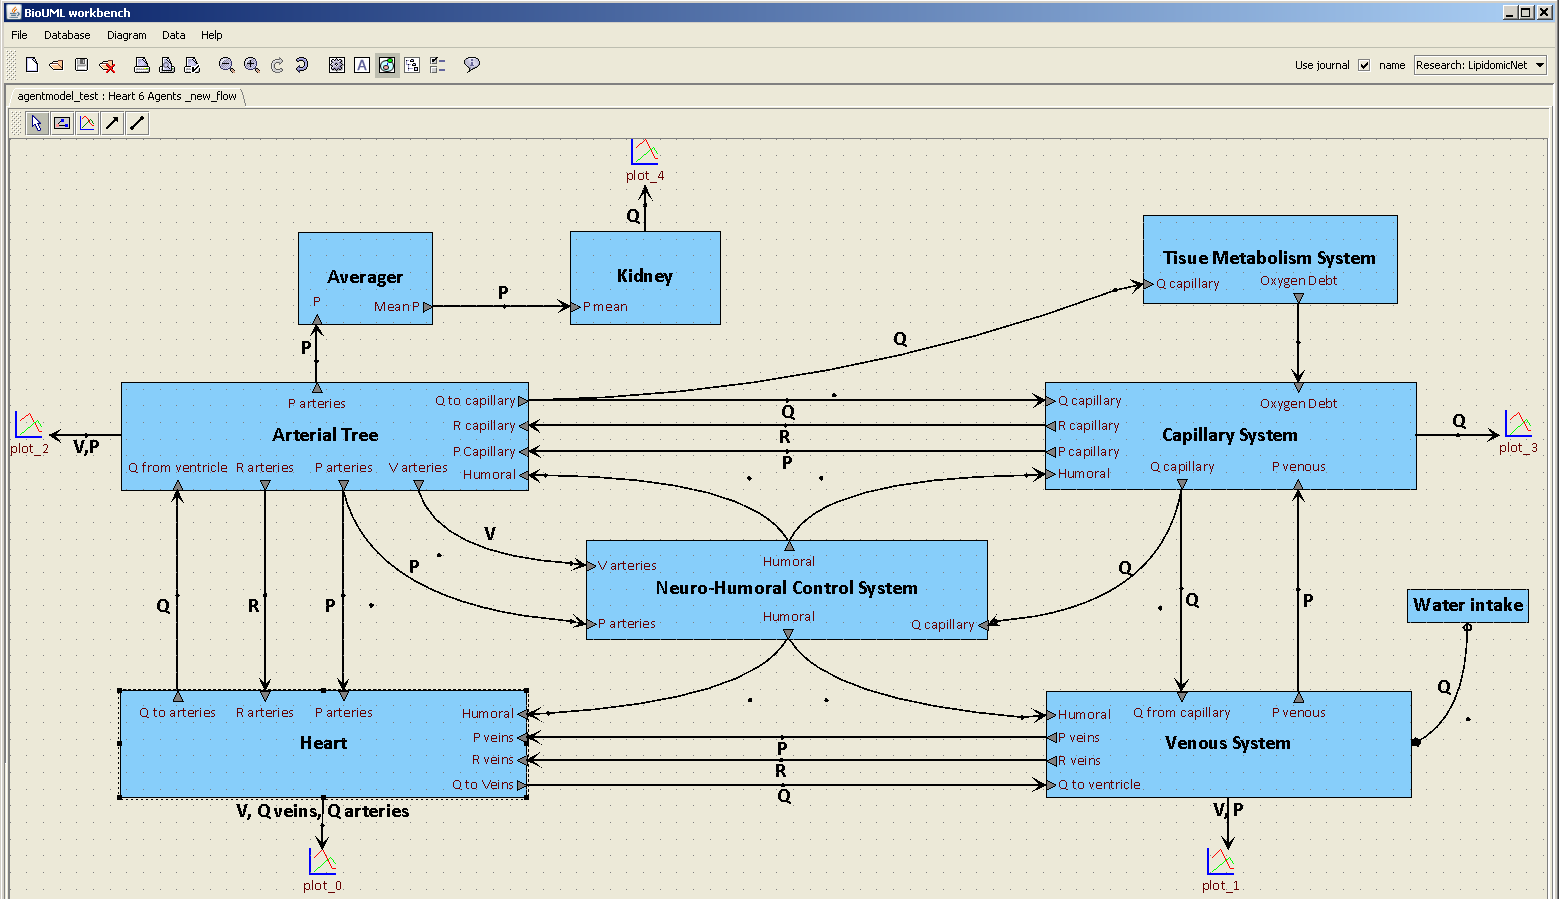 BioUML workbench
File Database Diagram Data Help
Use journal name Research: LipidomicNet
agentmodel_test : Heart 6 Agents _new_flow
plot_4
Q
Averager
P
Mean P
P
Kidney
P mean
Tisue Metabolism System
Q capillary
Oxygen Debt
P
Q
P arteries
Q to capillary
Q
Q capillary
Oxygen Debt
R capillary
R
R capillary
Arterial Tree
Capillary System
plot_2
V,P
Q
plot_3
P Capillary
P
P capillary
Q from ventricle
R arteries
P arteries
V arteries
Humoral
Humoral
Q capillary
P venous
V
P
Humoral
V arteries
Neuro-Humoral Control System
P arteries
Humoral
Q capillary
Q
Q
R
P
Q
P
Water intake
Q
Q to arteries
R arteries
P arteries
Humoral
Humoral
Q from capillary
P venous
P veins
P
P veins
Heart
Venous System
R veins
R
R veins
Q to Veins
Q
Q to ventricle
V, Q veins, Q arteries
V, P
plot_0
plot_1